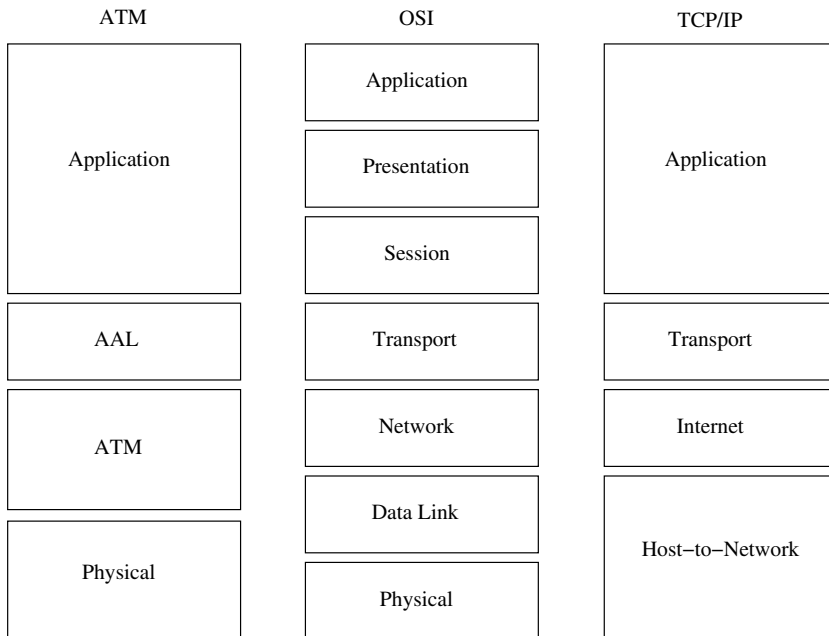 ATM
OSI
TCP/IP
Application
Application
Application
Presentation
Session
AAL
Transport
Transport
ATM
Network
Internet
Data Link
Host−to−Network
Physical
Physical